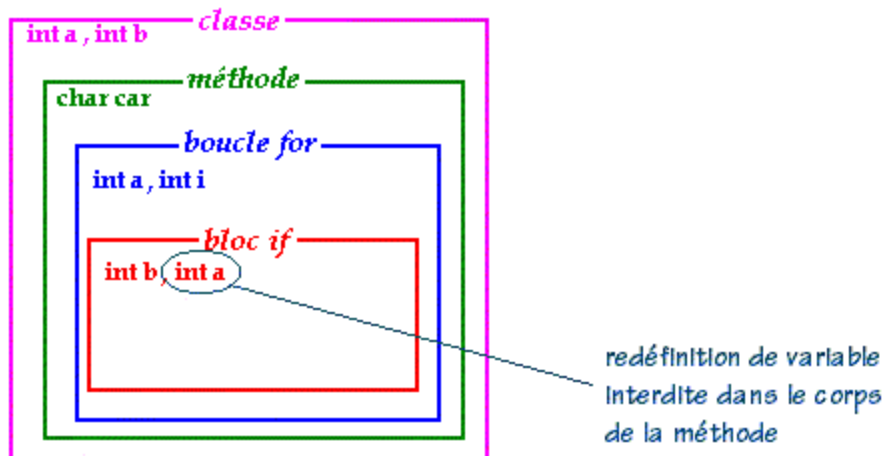 classe
int a , int b
méthode
char car
boucle for
int a , int i
bloc if
int b , int a
redéfinition de variable
interdite dans le corps
de la méthode